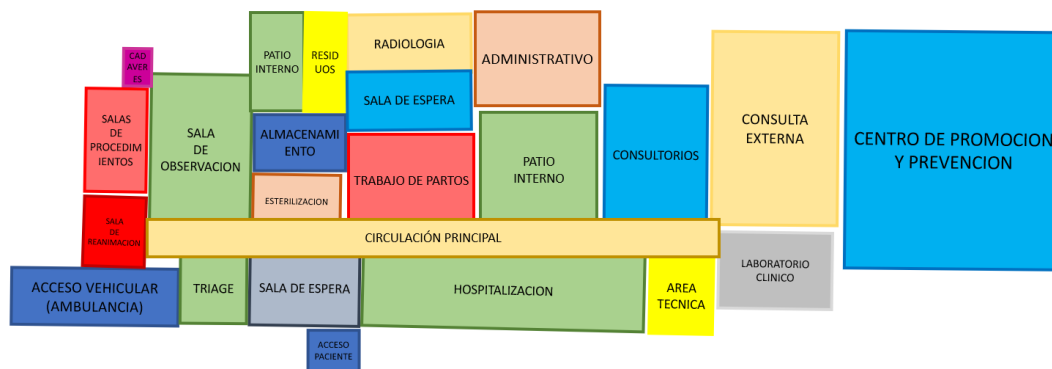 CAD
AVER
ES
PATIO
INTERNO
RESID
UOS
RADIOLOGIA
ADMINISTRATIVO
SALAS
DE
PROCEDIM
IENTOS
SALA
DE
OBSERVACION
ALMACENAMI
ENTO
SALA DE ESPERA
CONSULTORIOS
CONSULTA
EXTERNA
CENTRO DE PROMOCION
Y PREVENCION
ESTERILIZACION
TRABAJO DE PARTOS
PATIO
INTERNO
SALA
DE
REANIMACION
CIRCULACIÓN PRINCIPAL
ACCESO VEHICULAR
(AMBULANCIA)
TRIAGE
SALA DE ESPERA
HOSPITALIZACION
AREA
TECNICA
LABORATORIO
CLINICO
ACCESO
PACIENTE